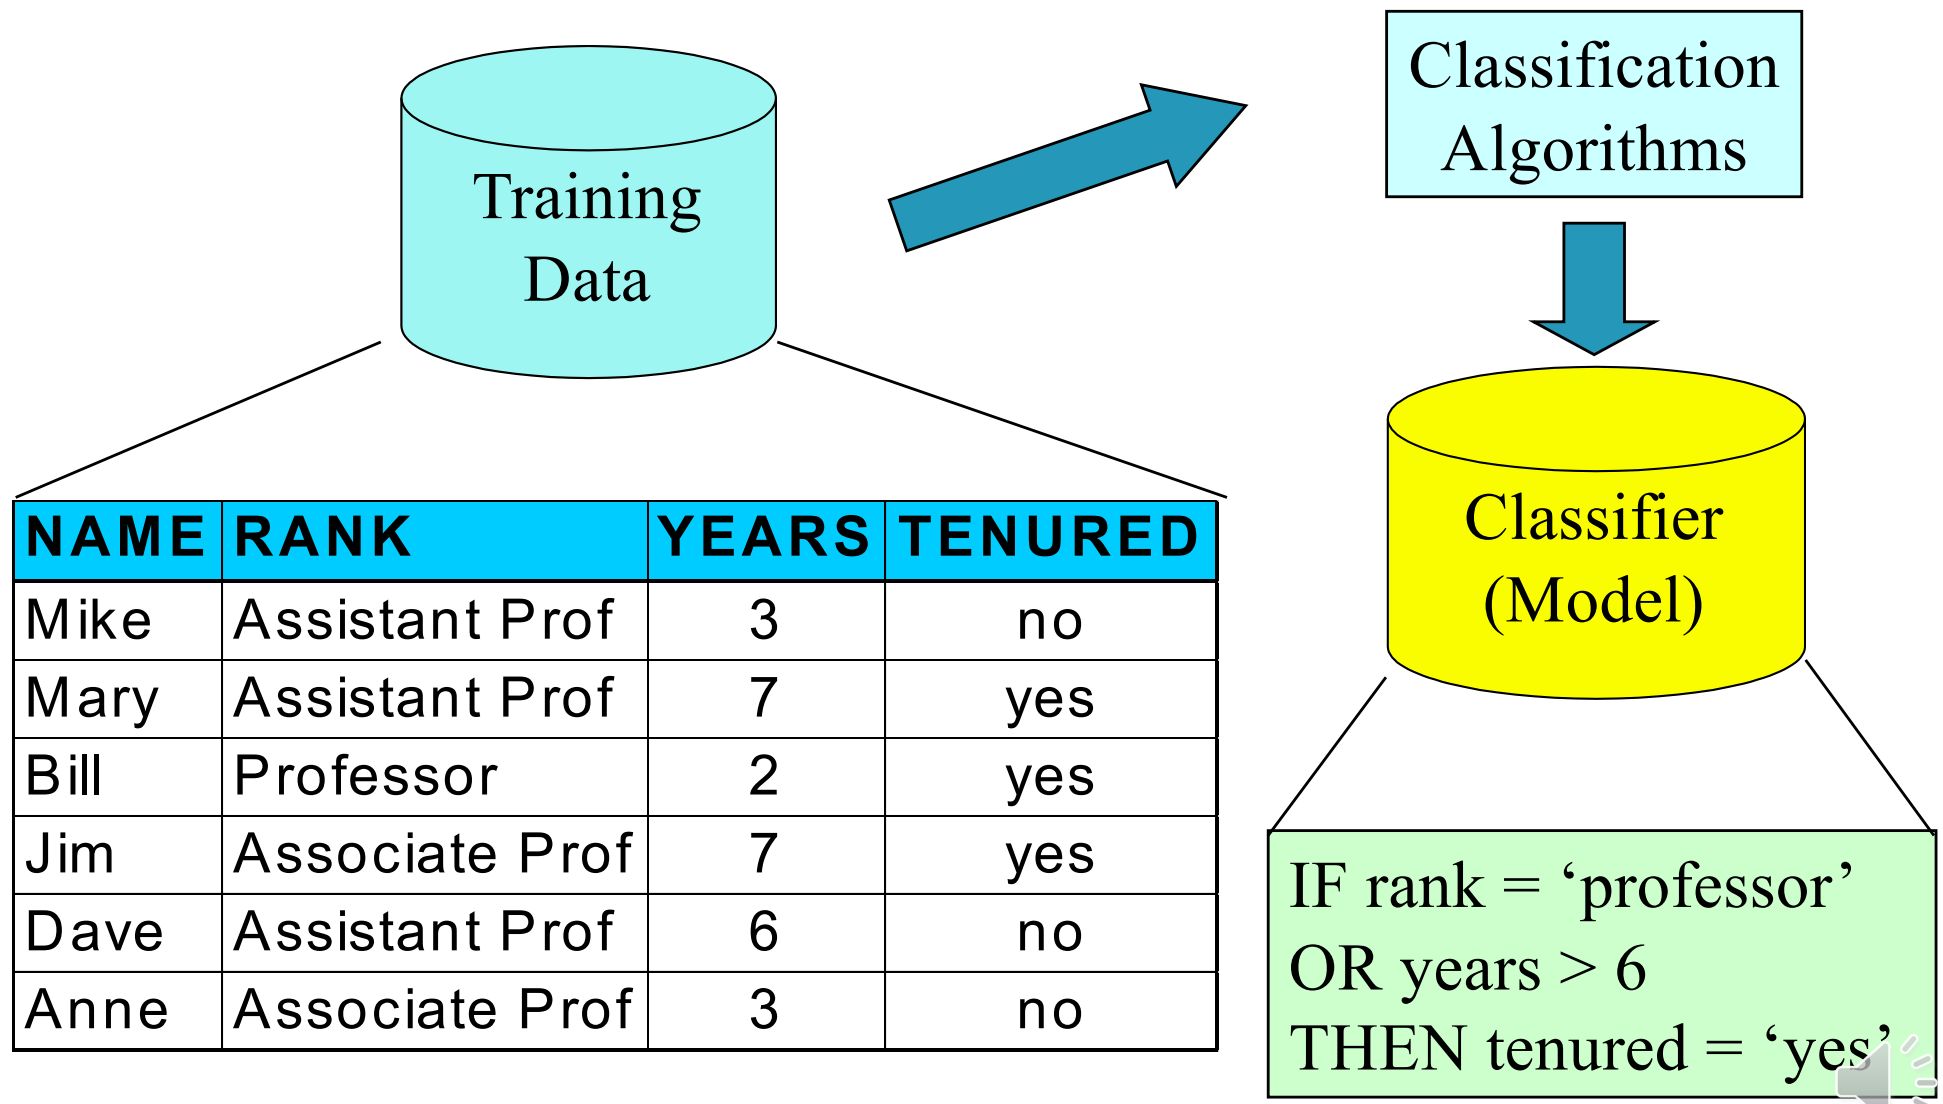 Training
Data
Classification
Algorithms
Classifier
(Model)
NAME RANK YEARS TENURED
Mike Assistant Prof 3 no
Mary Assistant Prof 7 yes
Bill Professor 2 yes
Jim Associate Prof 7 yes
Dave Assistant Prof 6 no
Anne Associate Prof 3 no
IF rank = ‘professor’
OR years > 6
THEN tenured = ‘yes’